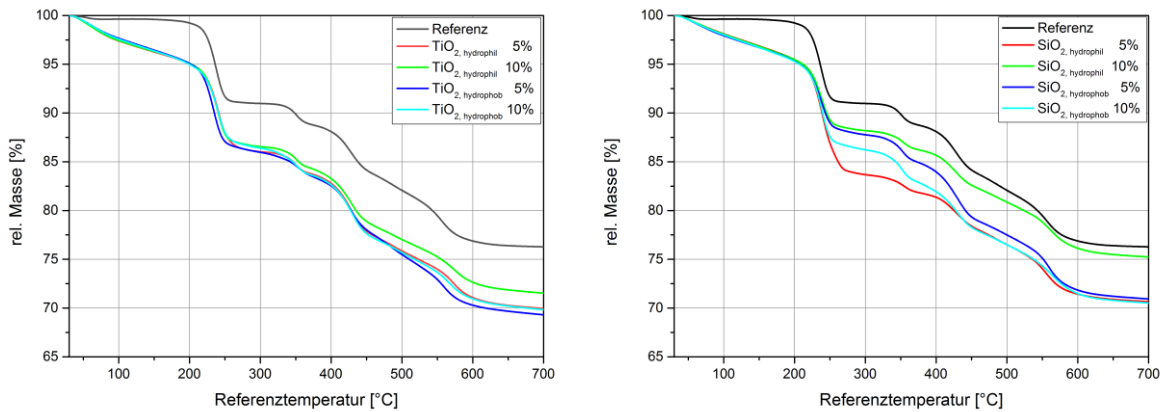 100
95
90
85
80
75
70
65
rel. Masse [%]
100 200 300 400 500 600 700
Referenztemperatur [°C]
Referenz
TiO2, hydrophil 5%
TiO2, hydrophil 10%
TiO2, hydrophob 5%
TiO2, hydrophob 10%
100
95
90
85
80
75
70
65
rel. Masse [%]
100 200 300 400 500 600 700
Referenztemperatur [°C]
Referenz
SiO2, hydrophil 5%
SiO2, hydrophil 10%
SiO2, hydrophob 5%
SiO2, hydrophob 10%